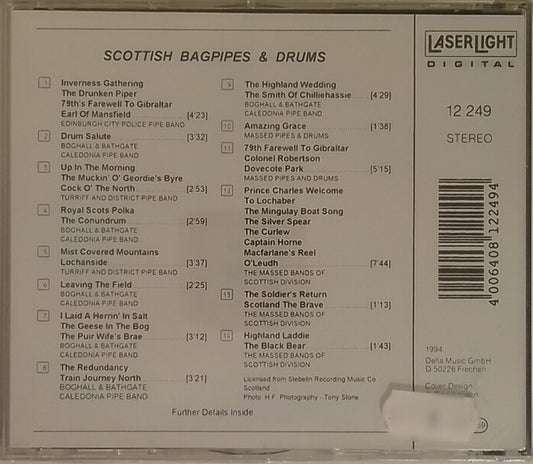 SCOTTISH BAGPIPES & DRUMS
1 Inverness Gathering
The Drunken Piper
79th's Farewell To Gibraltar
Earl Of Mansfield [4'23]
EDINBURGH CITY POLICE PIPE BAND
2 Drum Salute [3'32]
BOGHALL & BATHGATE
CALEDONIA PIPE BAND
3 Up In The Morning
The Muckin' O' Geordie's Byre
Cock O' The North [2'53]
TURRIFF AND DISTRICT PIPE BAND
4 Royal Scots Polka
The Conundrum [2'59]
BOGHALL & BATHGATE
CALEDONIA PIPE BAND
5 Mist Covered Mountains
Lochanside [3'37]
TURRIFF AND DISTRICT PIPE BAND
6 Leaving The Field [2'25]
BOGHALL & BATHGATE
CALEDONIA PIPE BAND
7 I Laid A Herrin' In Salt
The Geese In The Bog
The Puir Wife's Brae [3'12]
BOGHALL & BATHGATE
CALEDONIA PIPE BAND
8 The Redundancy
Train Journey North [3'21]
BOGHALL & BATHGATE
CALEDONIA PIPE BAND
9 The Highland Wedding
The Smith Of Chilliehassie [4'29]
BOGHALL & BATHGATE
CALEDONIA PIPE BAND
10 Amazing Grace [1'38]
MASSED PIPES & DRUMS
11 79th Farewell To Gibraltar
Colonel Robertson
Dovecote Park [5'15]
MASSED PIPES AND DRUMS
12 Prince Charles Welcome
To Lochaber
The Mingulay Boat Song
The Silver Spear
The Curlew
Captain Horne
Macfarlane's Reel
O'Leudh [7'44]
THE MASSED BANDS OF
SCOTTISH DIVISION
13 The Soldier's Return
Scotland The Brave [1'13]
THE MASSED BANDS OF THE
SCOTTISH DIVISION
14 Highland Laddie
The Black Bear [1'43]
THE MASSED BANDS OF
SCOTTISH DIVISION
Licensed from Stebelin Recording Music Co.
Scotland
Photo: H.F. Photography - Tony Stone
Further Details Inside
LASERLIGHT
DIGITAL
12 249
STEREO
4 006408 122494
1994
Delta Music GmbH
D 50226 Frechen
Cover Design